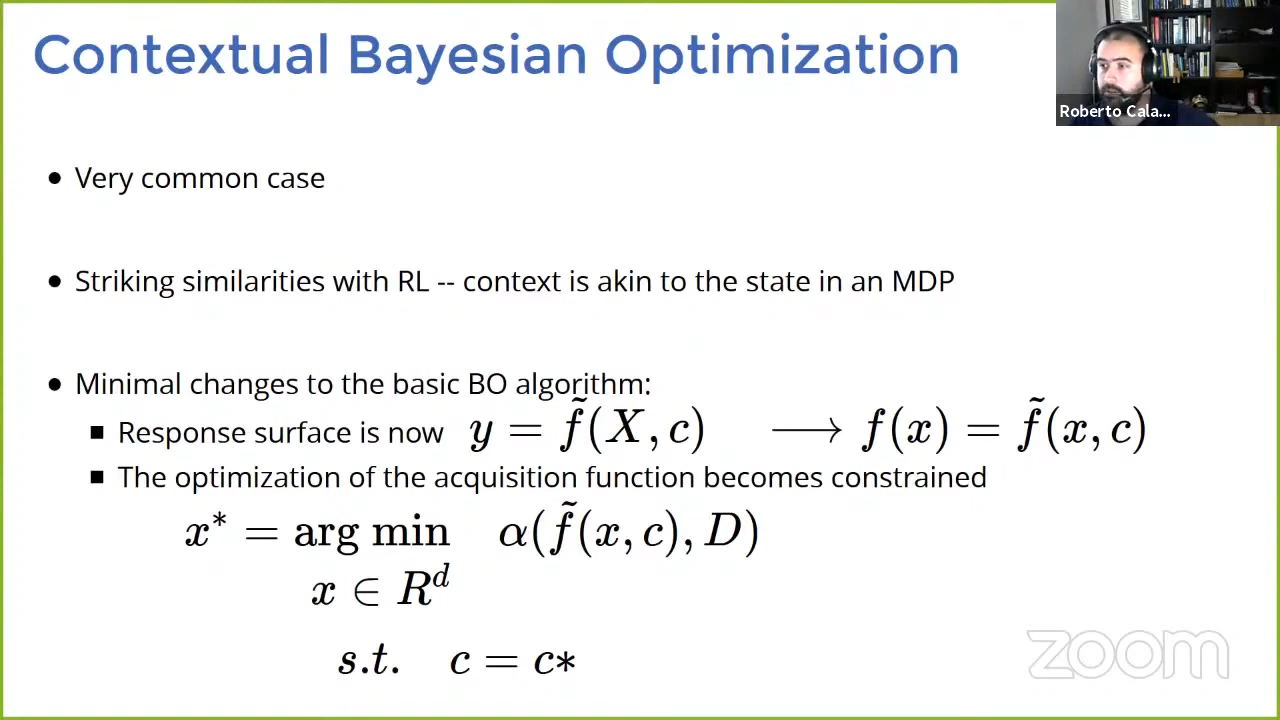 Contextual Bayesian Optimization
Roberto Cala...
• Very common case
• Striking similarities with RL -- context is akin to the state in an MDP
• Minimal changes to the basic BO algorithm:
▪ Response surface is now y = f̃(X, c) ⟶ f(x) = f̃(x, c)
▪ The optimization of the acquisition function becomes constrained
x* = arg min α(f̃(x, c), D)
x ∈ R^d
s.t. c = c*
zoom